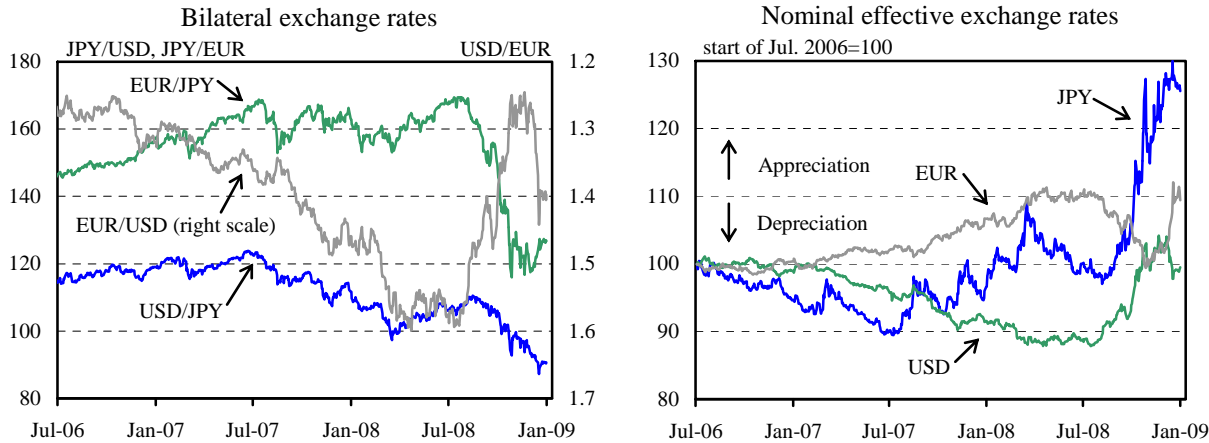 Bilateral exchange rates
JPY/USD, JPY/EUR
USD/EUR
180
160
140
120
100
80
1.2
1.3
1.4
1.5
1.6
1.7
EUR/JPY
EUR/USD (right scale)
USD/JPY
Jul-06 Jan-07 Jul-07 Jan-08 Jul-08 Jan-09
Nominal effective exchange rates
start of Jul. 2006=100
130
120
110
100
90
80
JPY
Appreciation
EUR
Depreciation
USD
Jul-06 Jan-07 Jul-07 Jan-08 Jul-08 Jan-09